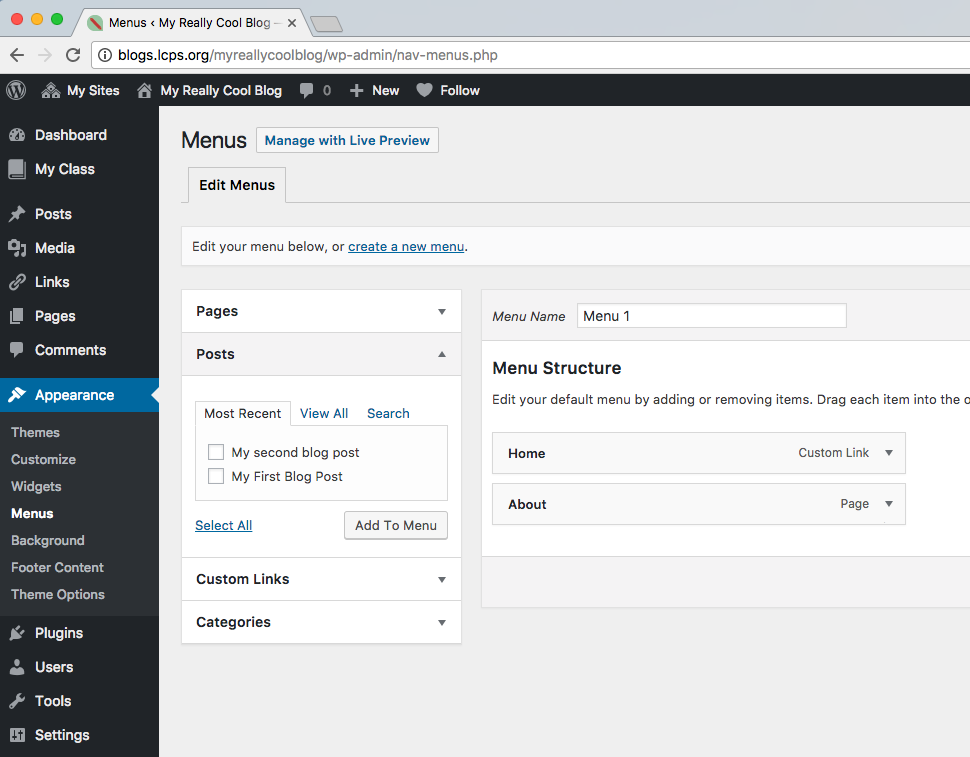 Menus ‹ My Really Cool Blog —
blogs.lcps.org/myreallycoolblog/wp-admin/nav-menus.php
My Sites My Really Cool Blog 0 New Follow
Dashboard
My Class
Posts
Media
Links
Pages
Comments
Appearance
Themes
Customize
Widgets
Menus
Background
Footer Content
Theme Options
Plugins
Users
Tools
Settings
Menus Manage with Live Preview
Edit Menus
Edit your menu below, or create a new menu.
Pages
Posts
Most Recent View All Search
My second blog post
My First Blog Post
Select All Add To Menu
Custom Links
Categories
Menu Name Menu 1
Menu Structure
Edit your default menu by adding or removing items. Drag each item into the o
Home Custom Link
About Page